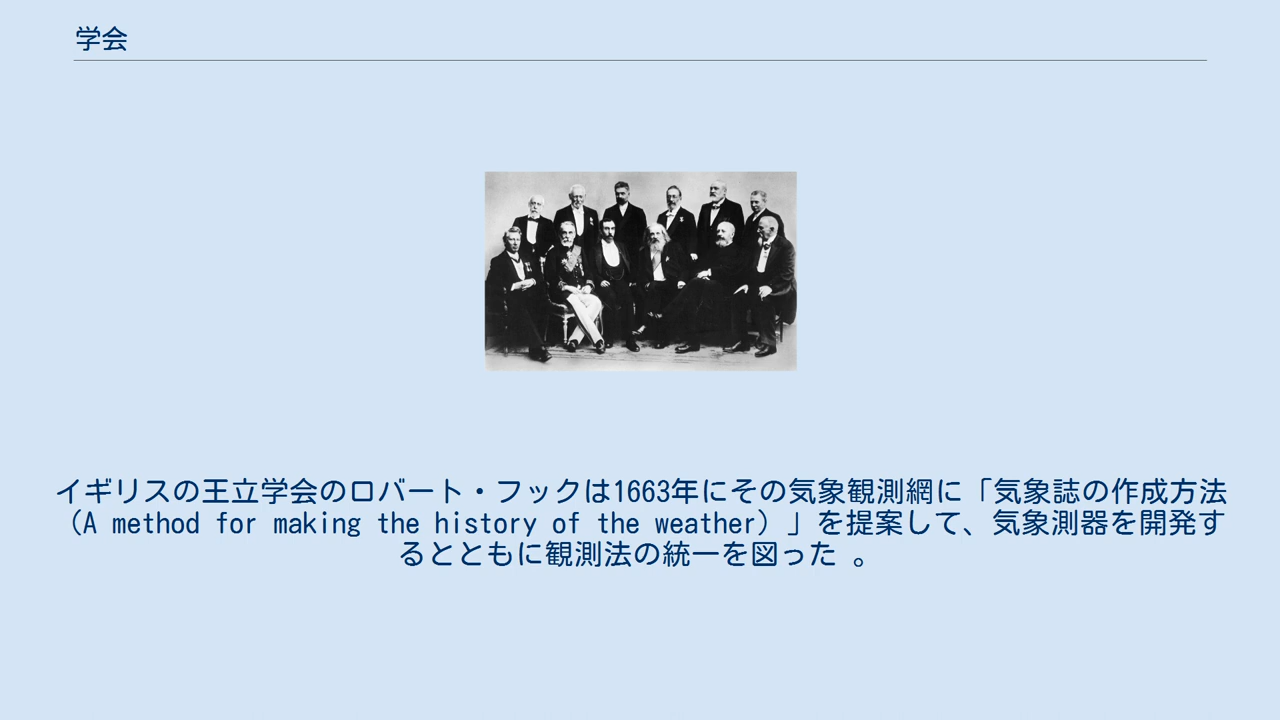 学会
イギリスの王立学会のロバート・フックは1663年にその気象観測網に「気象誌の作成方法
（A method for making the history of the weather）」を提案して、気象測器を開発す
るとともに観測法の統一を図った 。